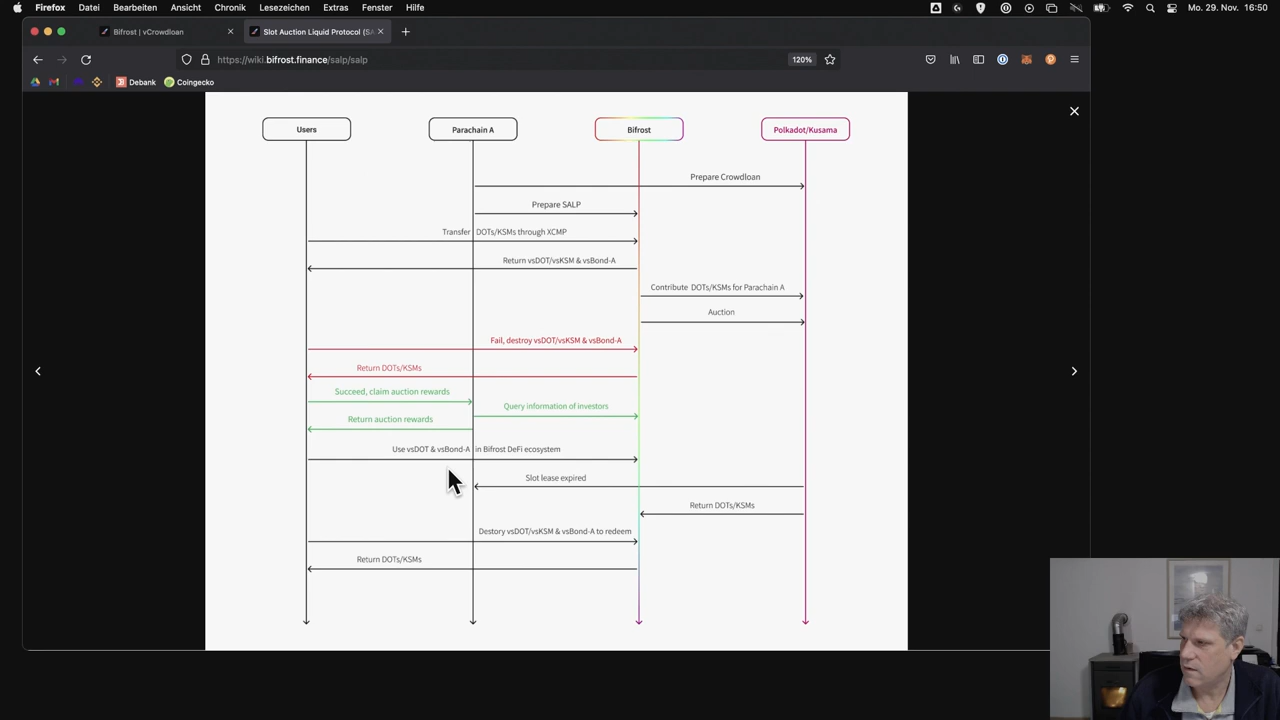 Firefox Datei Bearbeiten Ansicht Chronik Lesezeichen Extras Fenster Hilfe Mo. 29. Nov. 16:50
Bifrost | vCrowdloan Slot Auction Liquid Protocol (SA
https://wiki.bifrost.finance/salp/salp 120%
Debank Coingecko
Users Parachain A Bifrost Polkadot/Kusama
Prepare Crowdloan
Prepare SALP
Transfer DOTs/KSMs through XCMP
Return vsDOT/vsKSM & vsBond-A
Contribute DOTs/KSMs for Parachain A
Auction
Fail, destroy vsDOT/vsKSM & vsBond-A
Return DOTs/KSMs
Succeed, claim auction rewards
Query information of investors
Return auction rewards
Use vsDOT & vsBond-A in Bifrost DeFi ecosystem
Slot lease expired
Return DOTs/KSMs
Destory vsDOT/vsKSM & vsBond-A to redeem
Return DOTs/KSMs